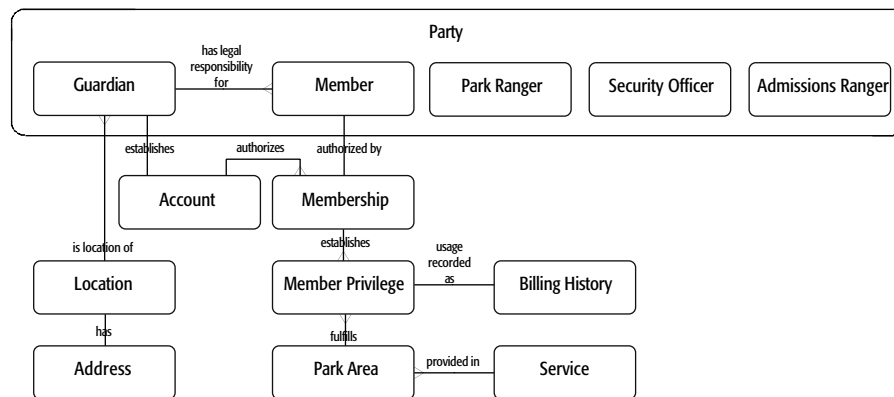 Party
has legal
responsibility
for
Guardian
Member
Park Ranger
Security Officer
Admissions Ranger
establishes
authorizes
authorized by
Account
Membership
is location of
establishes
usage
recorded
as
Location
Member Privilege
Billing History
has
fulfills
Address
Park Area
provided in
Service